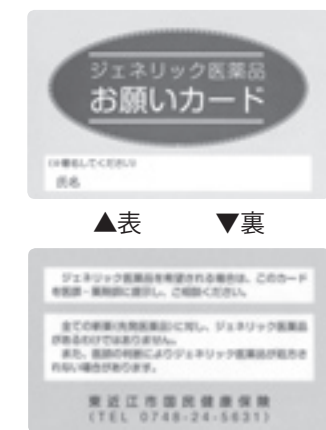 ジェネリック医薬品
お願いカード
(※署名してください)
氏名
▲表 ▼裏
ジェネリック医薬品を希望される場合は、このカード
を医師・薬剤師に提示し、ご相談ください。
全ての新薬(先発医薬品)に対し、ジェネリック医薬品
があるわけではありません。
また、医師の判断によりジェネリック医薬品が処方さ
れない場合があります。
東近江市国民健康保険
(TEL 0748-24-5631)